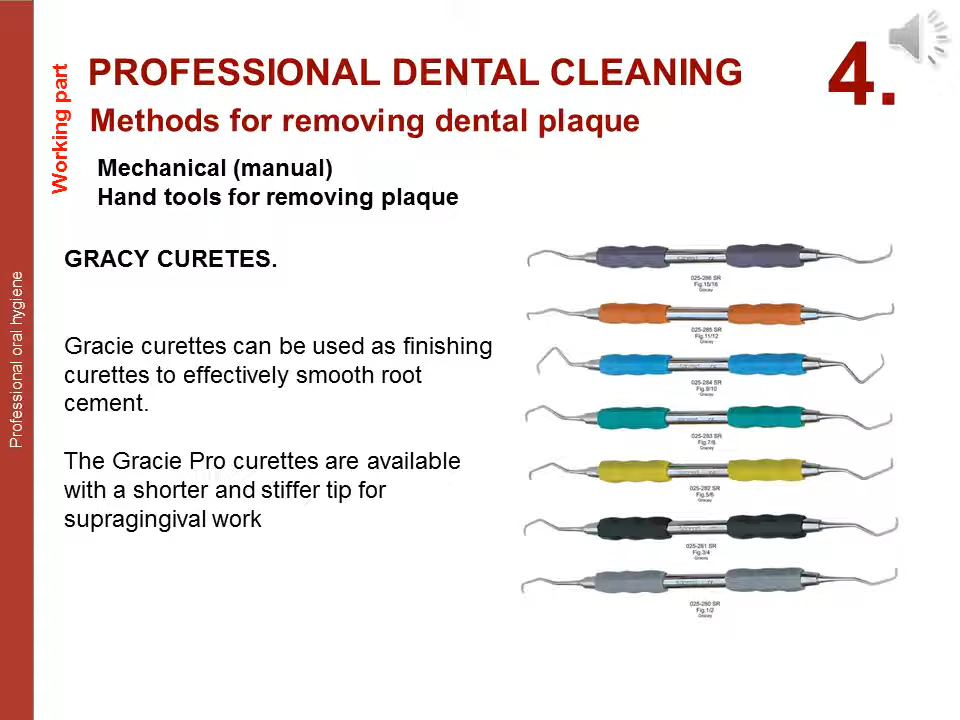 PROFESSIONAL DENTAL CLEANING
4.
Methods for removing dental plaque
Working part
Mechanical (manual)
Hand tools for removing plaque
GRACY CURETES.
Gracie curettes can be used as finishing
curettes to effectively smooth root
cement.
The Gracie Pro curettes are available
with a shorter and stiffer tip for
supragingival work
Professional oral hygiene
025-286 SR
Fig.15/16
Gracey
025-285 SR
Fig.11/12
Gracey
025-284 SR
Fig.9/10
Gracey
025-283 SR
Fig.7/8
Gracey
025-282 SR
Fig.5/6
Gracey
025-281 SR
Fig.3/4
Gracey
025-280 SR
Fig.1/2
Gracey